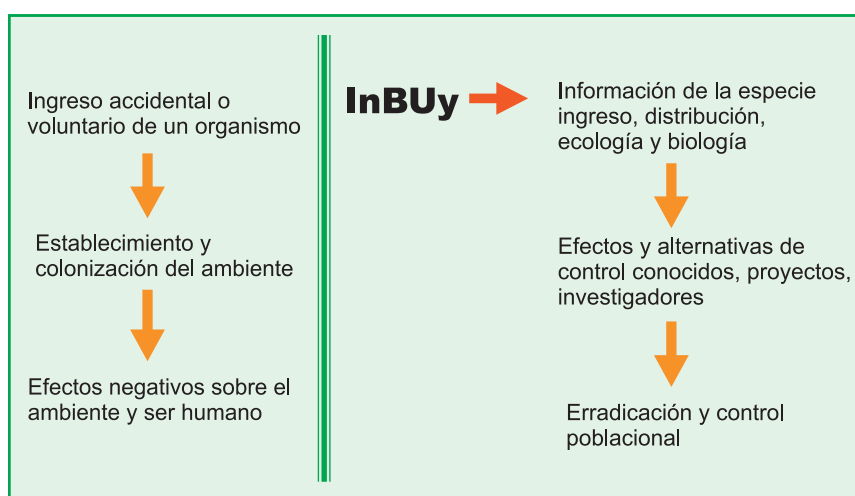 Ingreso accidental o
voluntario de un organismo
Establecimiento y
colonización del ambiente
Efectos negativos sobre el
ambiente y ser humano
InBUy
Información de la especie
ingreso, distribución,
ecología y biología
Efectos y alternativas de
control conocidos, proyectos,
investigadores
Erradicación y control
poblacional